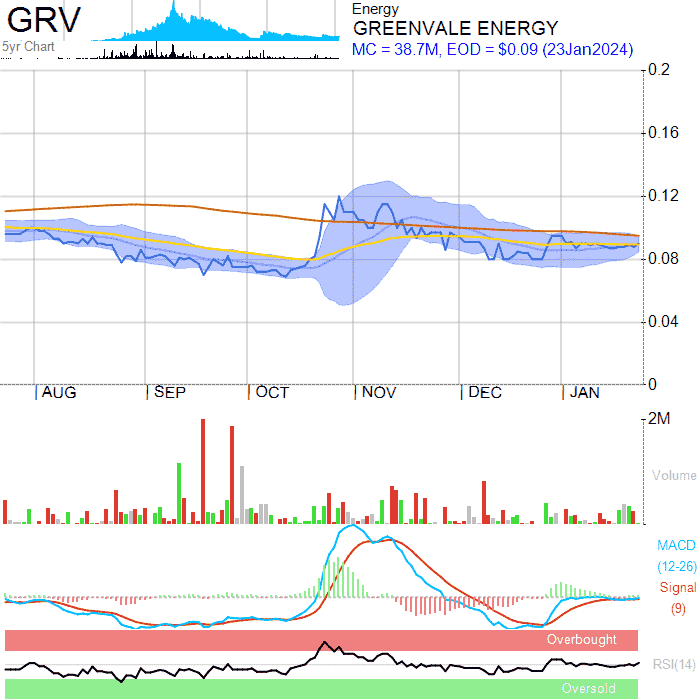 GRV
5yr Chart
Energy
GREENVALE ENERGY
MC = 38.7M, EOD = $0.09 (23Jan2024)
0.2
0.16
0.12
0.08
0.04
0
AUG SEP OCT NOV DEC JAN
2M
Volume
MACD
(12-26)
Signal
(9)
Overbought
RSI(14)
Oversold